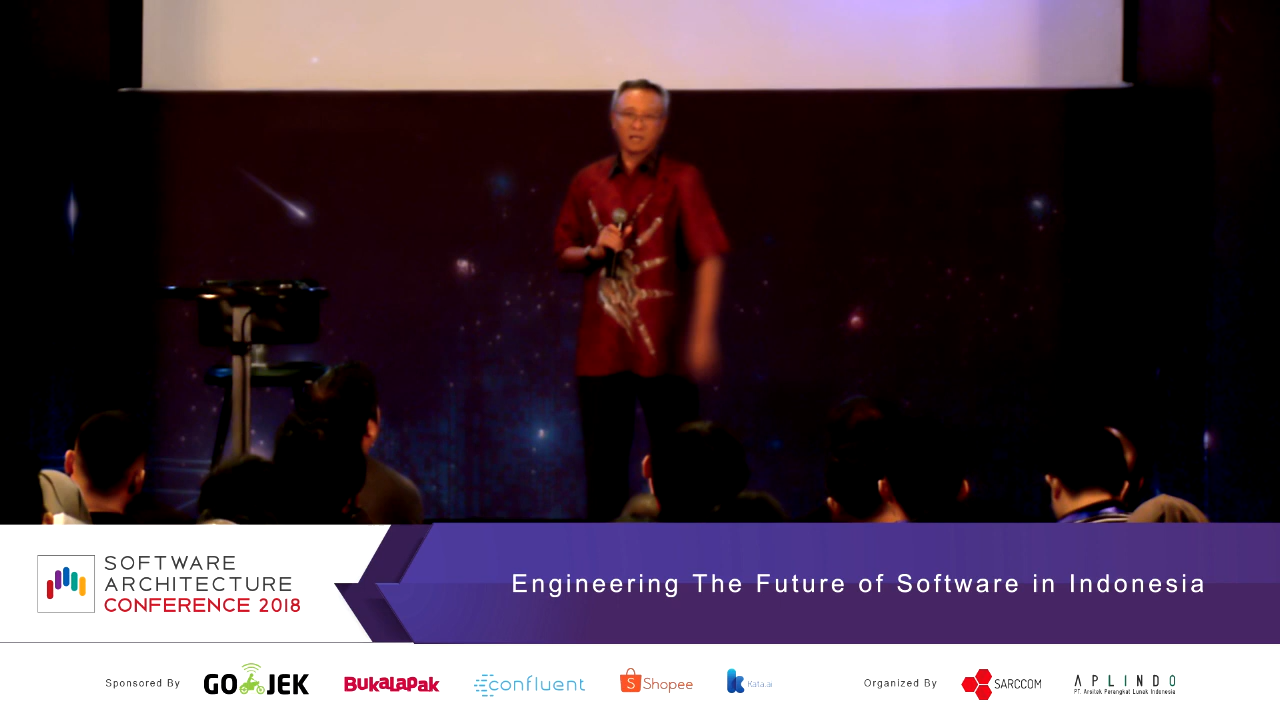 SOFTWARE
ARCHITECTURE
CONFERENCE 2018
Engineering The Future of Software in Indonesia
Sponsored By
GOJEK
BukaLapak
confluent
S Shopee
Kata.ai
Organized By
SARCCOM
APLINDO
PT. Arsitek Perangkat Lunak Indonesia